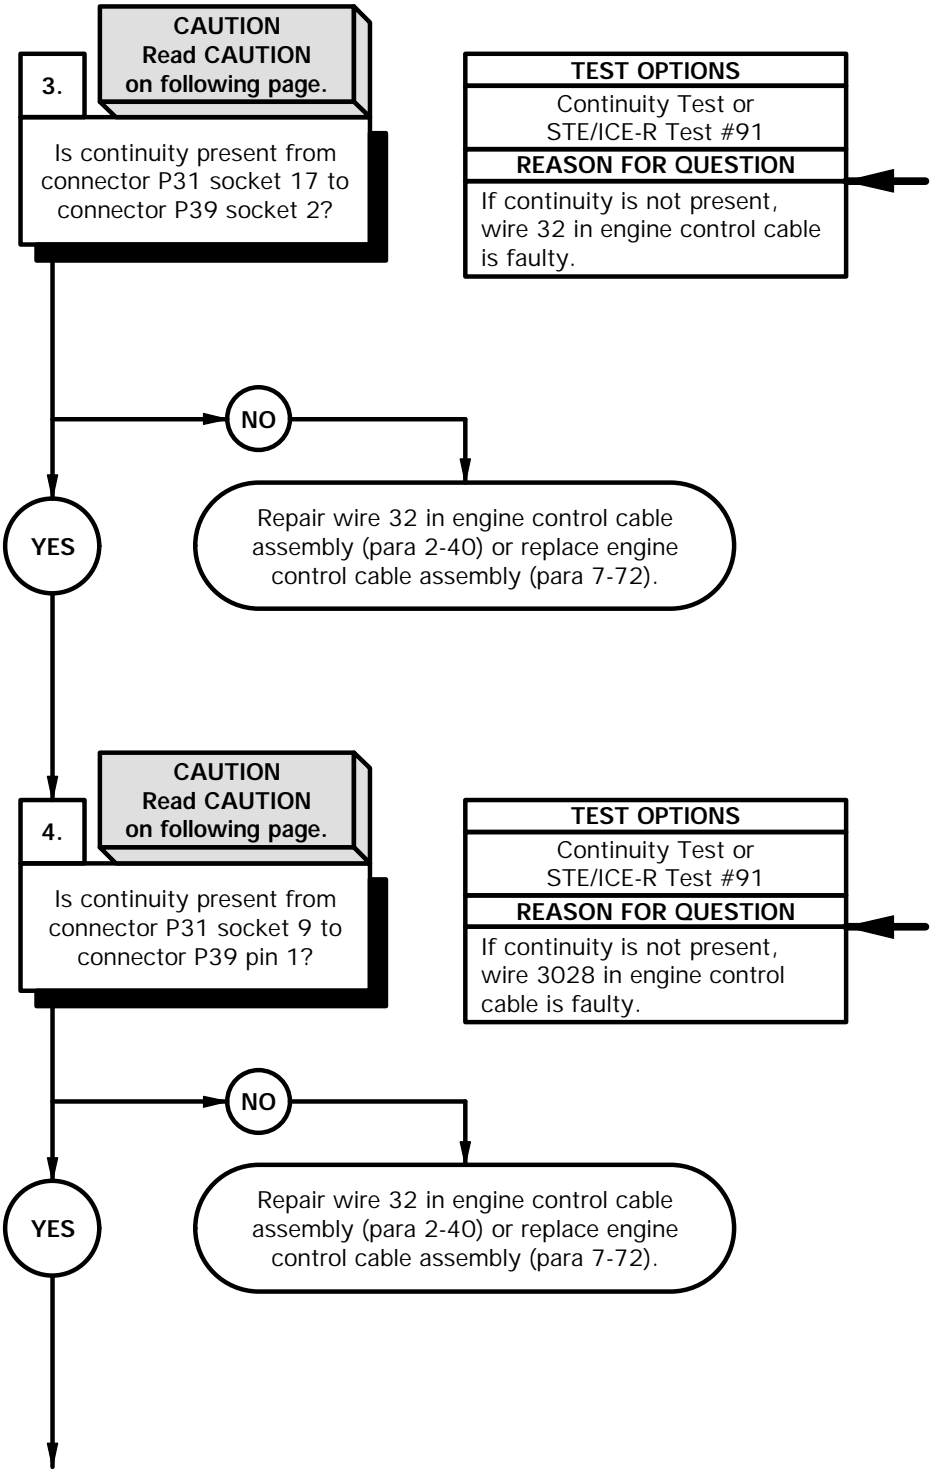 CAUTION
Read CAUTION
on following page.
3.
Is continuity present from
connector P31 socket 17 to
connector P39 socket 2?
TEST OPTIONS
Continuity Test or
STE/ICE-R Test #91
REASON FOR QUESTION
If continuity is not present,
wire 32 in engine control cable
is faulty.
NO
YES
Repair wire 32 in engine control cable
assembly (para 2-40) or replace engine
control cable assembly (para 7-72).
CAUTION
Read CAUTION
on following page.
4.
Is continuity present from
connector P31 socket 9 to
connector P39 pin 1?
TEST OPTIONS
Continuity Test or
STE/ICE-R Test #91
REASON FOR QUESTION
If continuity is not present,
wire 3028 in engine control
cable is faulty.
NO
YES
Repair wire 32 in engine control cable
assembly (para 2-40) or replace engine
control cable assembly (para 7-72).